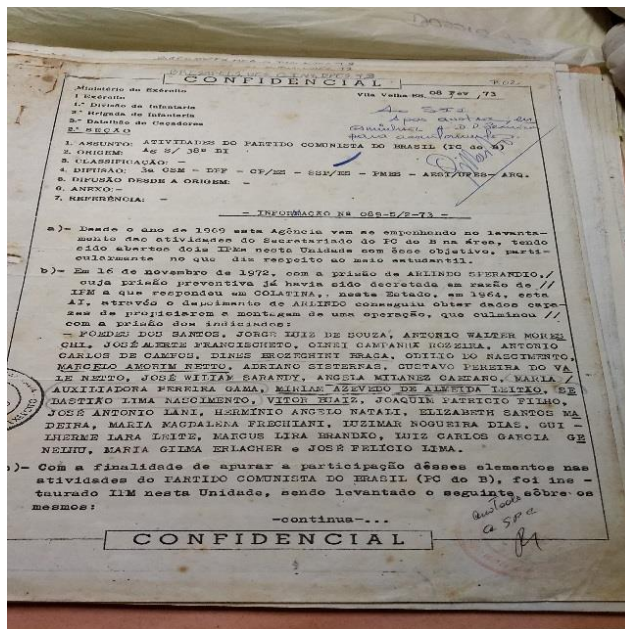 CONFIDENCIAL
Ministério do Exército
I Exército
1.ª Divisão de Infantaria
2.ª Brigada de Infantaria
3.º Batalhão de Caçadores
2.ª SEÇÃO
Vila Velha-ES, 08 Fev ,73
1. ASSUNTO: ATIVIDADES DO PARTIDO COMUNISTA DO BRASIL (PC do B)
2. ORIGEM: AG S/ 38º BI
3. CLASSIFICAÇÃO: -
4. DIFUSÃO: 3a CSM - DPF - CP/ES - SSP/ES - PMES - AESI/UFES- ARQ.
5. DIFUSÃO DESDE A ORIGEM: -
6. ANEXO:-
7. REFERÊNCIA: -
- INFORMAÇÃO Nº 069-S/2-73 -
a)- Desde o ano de 1969 esta Agência vem se empenhando no levanta-
mento das atividades do Secretariado do PC do B na área, tendo
sido abertos dois IPMs nesta Unidade com êsse objetivo, parti-
cularmente no que diz respeito ao meio estudantil.
b)- Em 16 de novembro de 1972, com a prisão de ARLINDO SPERANDIO,/
cuja prisão preventiva já havia sido decretada em razão de //
IPM a que respondeu em COLATINA,. neste Estado, em 1964, esta
AI, através o depoimento de ARLINDO conseguiu obter dados capa-
zes de propiciarem a montagem de uma operação, que culminou //
com a prisão dos indiciados:
- FOEDES DOS SANTOS, JORGE LUIZ DE SOUZA, ANTONIO WALTER MORES
CHI, JOSÉ ALERTE FRANCISCHETO, GINEI CAMPANHA ROZEIRA, ANTONIO
CARLOS DE CAMPOS, DINES BROZEGHINI BRAGA, ODILIO DO NASCIMENTO,
MARCELO AMORIM NETTO, ADRIANO SISTERNAS, GUSTAVO PEREIRA DO VA
LE NETTO, JOSÉ WILLIAM SARANDY, ANGELA MILANEZ CAETANO, MARIA /
AUXILIADORA PEREIRA GAMA, MIRIAM AZEVEDO DE ALMEIDA LEITÃO, SE
BASTIÃO LIMA NASCIMENTO, VITOR BUAIZ, JOAQUIM PATRICIO FILHO,
JOSÉ ANTONIO LANI, HERMÍNIO ANGELO NATALI, ELIZABETH SANTOS MA
DEIRA, MARIA MAGDALENA FRECHIANI, LUZIMAR NOGUEIRA DIAS, GUI -
LHERME LARA LEITE, MARCUS LIRA BRANDÃO, LUIZ CARLOS GARCIA GE
NELHU, MARIA GILMA ERLACHER e JOSÉ FELÍCIO LIMA.
)- Com a finalidade de apurar a participação dêsses elementos nas
atividades do PARTIDO COMUNISTA DO BRASIL (PC do B), foi ins -
taurado IPM nesta Unidade, sendo levantado o seguinte sôbre os
mesmos:
-continua-...
CONFIDENCIAL